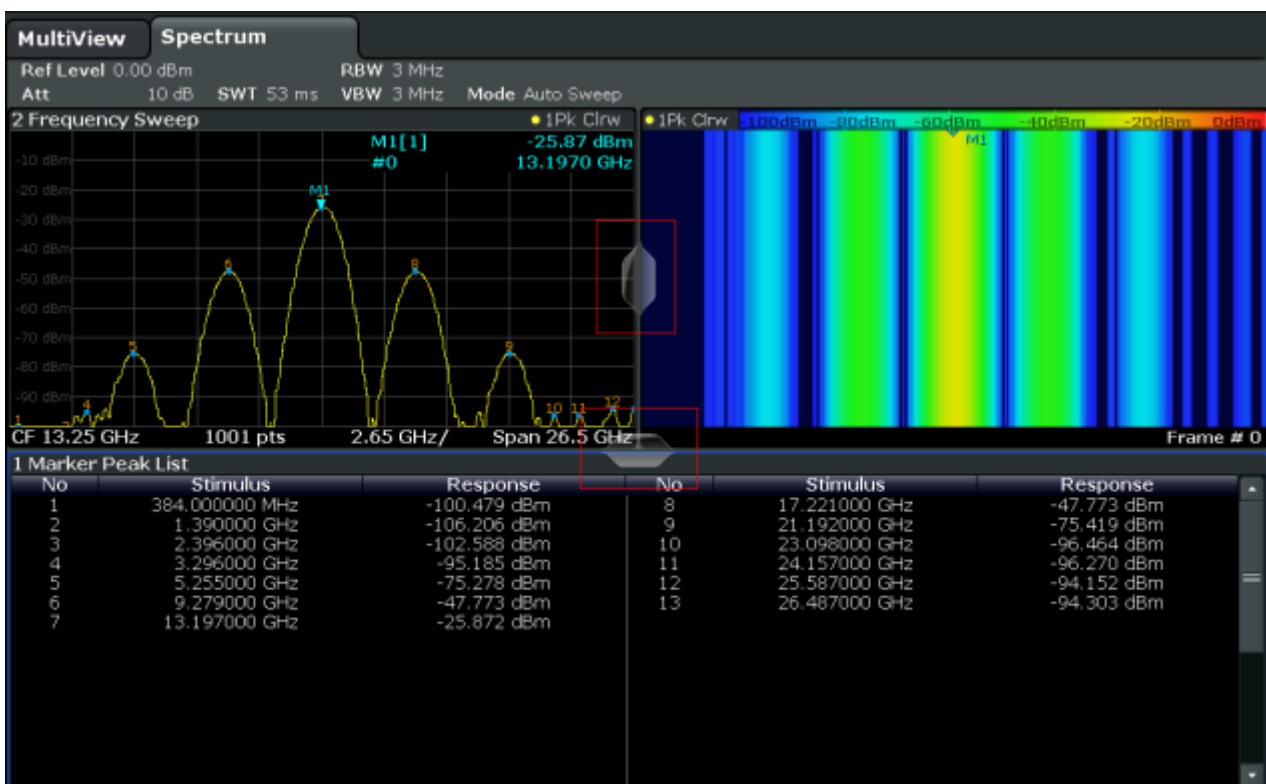 MultiView Spectrum
Ref Level 0.00 dBm RBW 3 MHz
Att 10 dB SWT 53 ms VBW 3 MHz Mode Auto Sweep
2 Frequency Sweep 1Pk Clrw
M1[1] -25.87 dBm
#0 13.1970 GHz
-10 dBm
-20 dBm
M1
-30 dBm
-40 dBm
6 8
-50 dBm
-60 dBm
-70 dBm
5 9
-80 dBm
-90 dBm
1 4 10 11 12
CF 13.25 GHz 1001 pts 2.65 GHz/ Span 26.5 GHz
1Pk Clrw -100dBm -80dBm -60dBm -40dBm -20dBm 0dBm
M1
Frame # 0
1 Marker Peak List
No Stimulus Response No Stimulus Response
1 384.000000 MHz -100.479 dBm 8 17.221000 GHz -47.773 dBm
2 1.390000 GHz -106.206 dBm 9 21.192000 GHz -75.419 dBm
3 2.396000 GHz -102.588 dBm 10 23.098000 GHz -96.464 dBm
4 3.296000 GHz -95.185 dBm 11 24.157000 GHz -96.270 dBm
5 5.255000 GHz -75.278 dBm 12 25.587000 GHz -94.152 dBm
6 9.279000 GHz -47.773 dBm 13 26.487000 GHz -94.303 dBm
7 13.197000 GHz -25.872 dBm